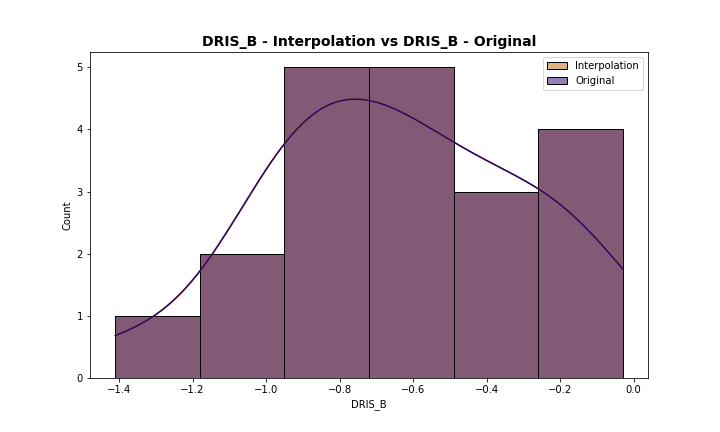 DRIS_B - Interpolation vs DRIS_B - Original
Interpolation
Original
5
4
3
2
1
0
Count
−1.4 −1.2 −1.0 −0.8 −0.6 −0.4 −0.2 0.0
DRIS_B